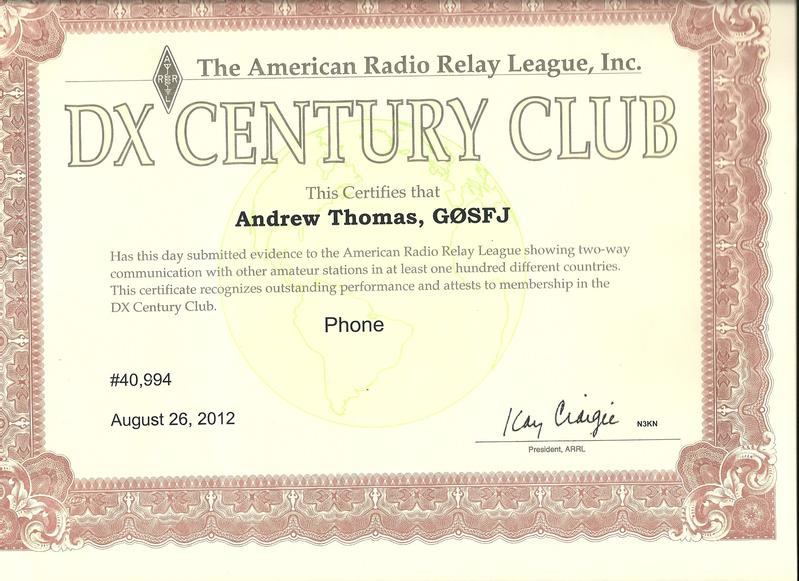 The American Radio Relay League, Inc.
ARRL
DX CENTURY CLUB
This Certifies that
Andrew Thomas, GØSFJ
Has this day submitted evidence to the American Radio Relay League showing two-way
communication with other amateur stations in at least one hundred different countries.
This certificate recognizes outstanding performance and attests to membership in the
DX Century Club.
Phone
#40,994
August 26, 2012
Kay Craigie N3KN
President, ARRL